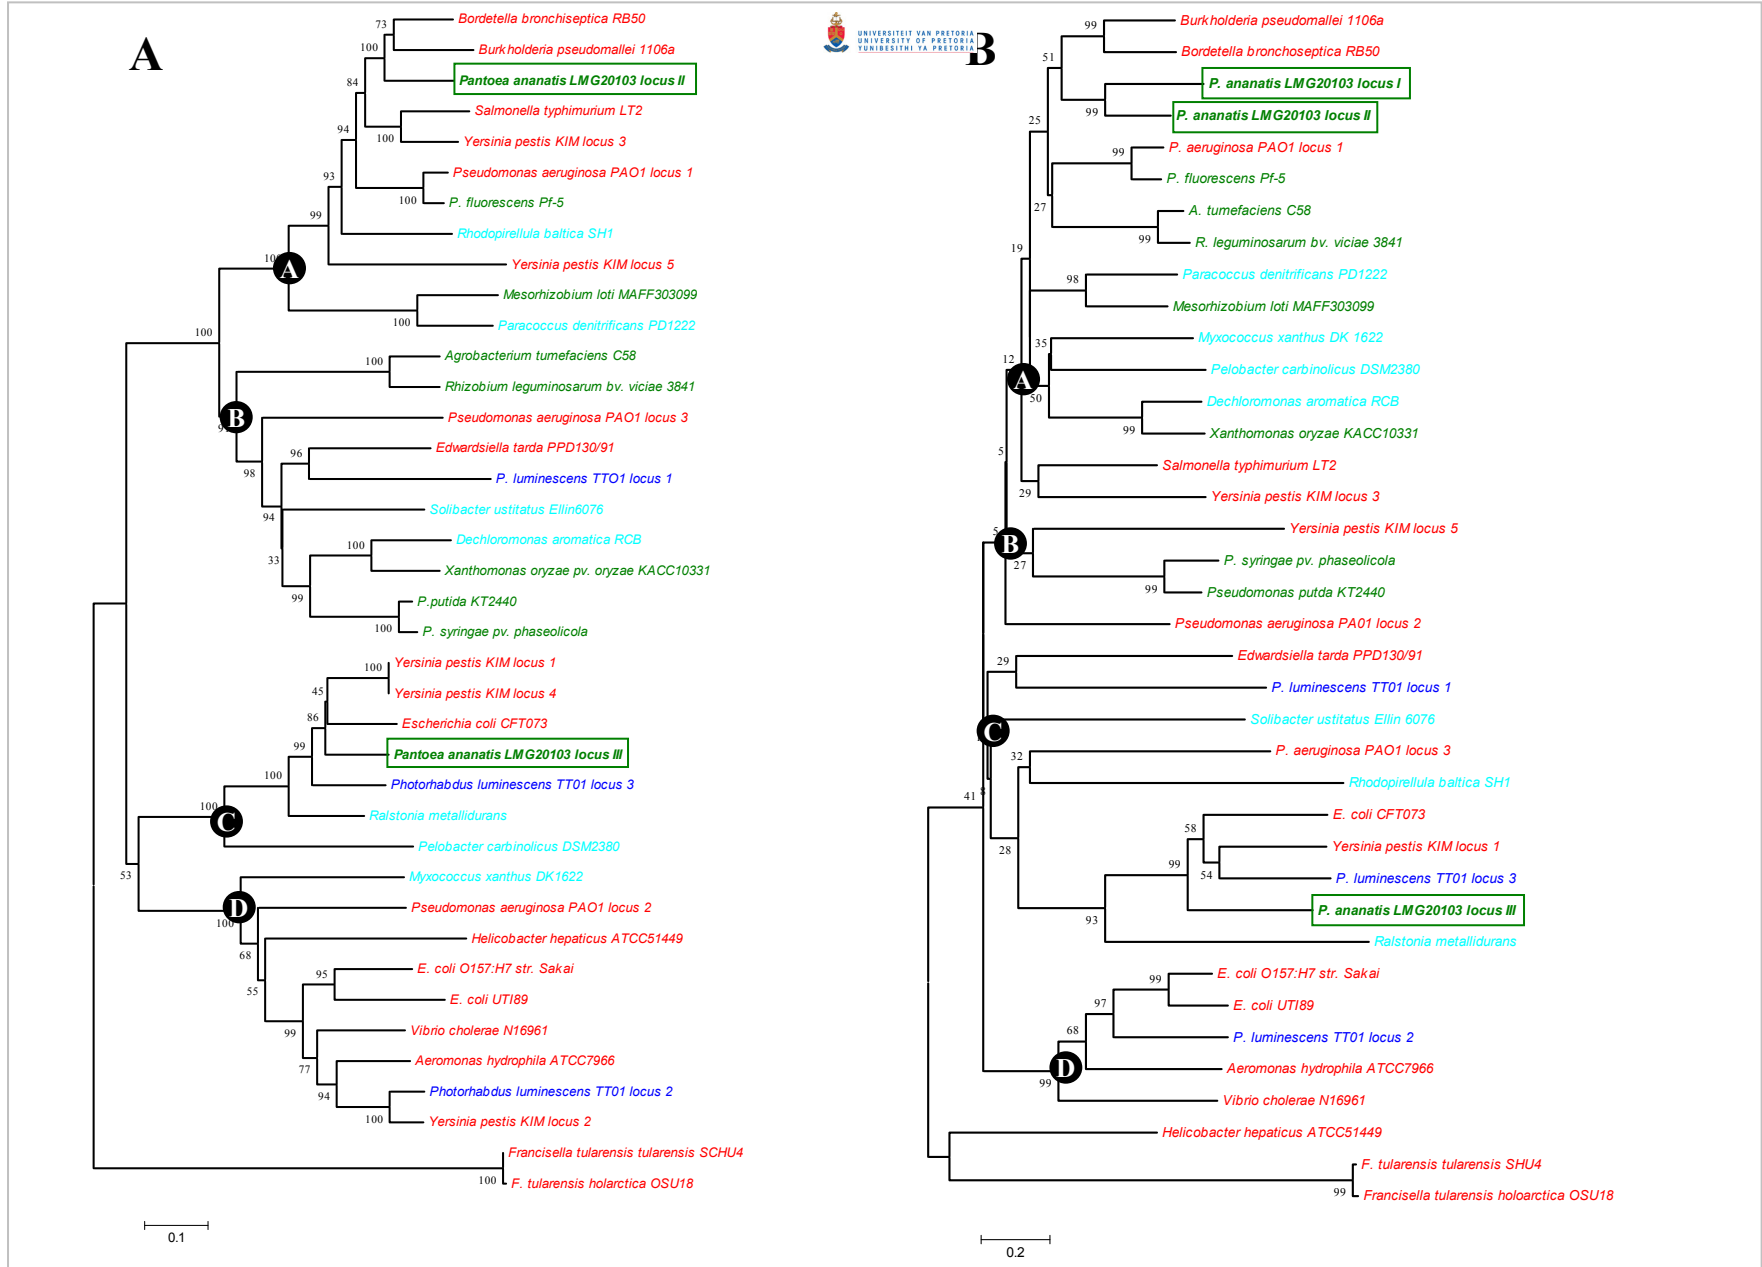 A
73
Bordetella bronchiseptica RB50
100
Burkholderia pseudomallei 1106a
84
Pantoea ananatis LMG20103 locus II
Salmonella typhimurium LT2
94
100
Yersinia pestis KIM locus 3
93
Pseudomonas aeruginosa PAO1 locus 1
100
P. fluorescens Pf-5
99
Rhodopirellula baltica SH1
A
Yersinia pestis KIM locus 5
Mesorhizobium loti MAFF303099
100
Paracoccus denitrificans PD1222
100
100
Agrobacterium tumefaciens C58
Rhizobium leguminosarum bv. viciae 3841
B
Pseudomonas aeruginosa PAO1 locus 3
98
96
Edwardsiella tarda PPD130/91
P. luminescens TTO1 locus 1
94
Solibacter ustitatus Ellin6076
33
100
Dechloromonas aromatica RCB
Xanthomonas oryzae pv. oryzae KACC10331
99
P.putida KT2440
100
P. syringae pv. phaseolicola
100
Yersinia pestis KIM locus 1
45
Yersinia pestis KIM locus 4
86
Escherichia coli CFT073
99
Pantoea ananatis LMG20103 locus III
100
Photorhabdus luminescens TT01 locus 3
100
C
Ralstonia metallidurans
Pelobacter carbinolicus DSM2380
53
Myxococcus xanthus DK1622
D
100
Pseudomonas aeruginosa PAO1 locus 2
68
Helicobacter hepaticus ATCC51449
55
95
E. coli O157:H7 str. Sakai
E. coli UTI89
99
Vibrio cholerae N16961
77
Aeromonas hydrophila ATCC7966
94
Photorhabdus luminescens TT01 locus 2
100
Yersinia pestis KIM locus 2
Francisella tularensis tularensis SCHU4
100
F. tularensis holarctica OSU18
0.1
UNIVERSITEIT VAN PRETORIA
UNIVERSITY OF PRETORIA
YUNIBESITHI YA PRETORIA
B
99
Burkholderia pseudomallei 1106a
51
Bordetella bronchoseptica RB50
P. ananatis LMG20103 locus I
99
P. ananatis LMG20103 locus II
25
99
P. aeruginosa PAO1 locus 1
P. fluorescens Pf-5
27
A. tumefaciens C58
99
R. leguminosarum bv. viciae 3841
19
98
Paracoccus denitrificans PD1222
Mesorhizobium loti MAFF303099
35
Myxococcus xanthus DK 1622
12
A
50
Pelobacter carbinolicus DSM2380
Dechloromonas aromatica RCB
99
Xanthomonas oryzae KACC10331
5
Salmonella typhimurium LT2
29
Yersinia pestis KIM locus 3
5
B
Yersinia pestis KIM locus 5
27
P. syringae pv. phaseolicola
99
Pseudomonas putda KT2440
Pseudomonas aeruginosa PA01 locus 2
29
Edwardsiella tarda PPD130/91
P. luminescens TT01 locus 1
C
Solibacter ustitatus Ellin 6076
32
P. aeruginosa PAO1 locus 3
Rhodopirellula baltica SH1
41
8
28
58
E. coli CFT073
99
Yersinia pestis KIM locus 1
54
P. luminescens TT01 locus 3
93
P. ananatis LMG20103 locus III
Ralstonia metallidurans
99
E. coli O157:H7 str. Sakai
97
E. coli UTI89
68
P. luminescens TT01 locus 2
D
99
Aeromonas hydrophila ATCC7966
Vibrio cholerae N16961
Helicobacter hepaticus ATCC51449
F. tularensis tularensis SHU4
99
Francisella tularensis holoarctica OSU18
0.2